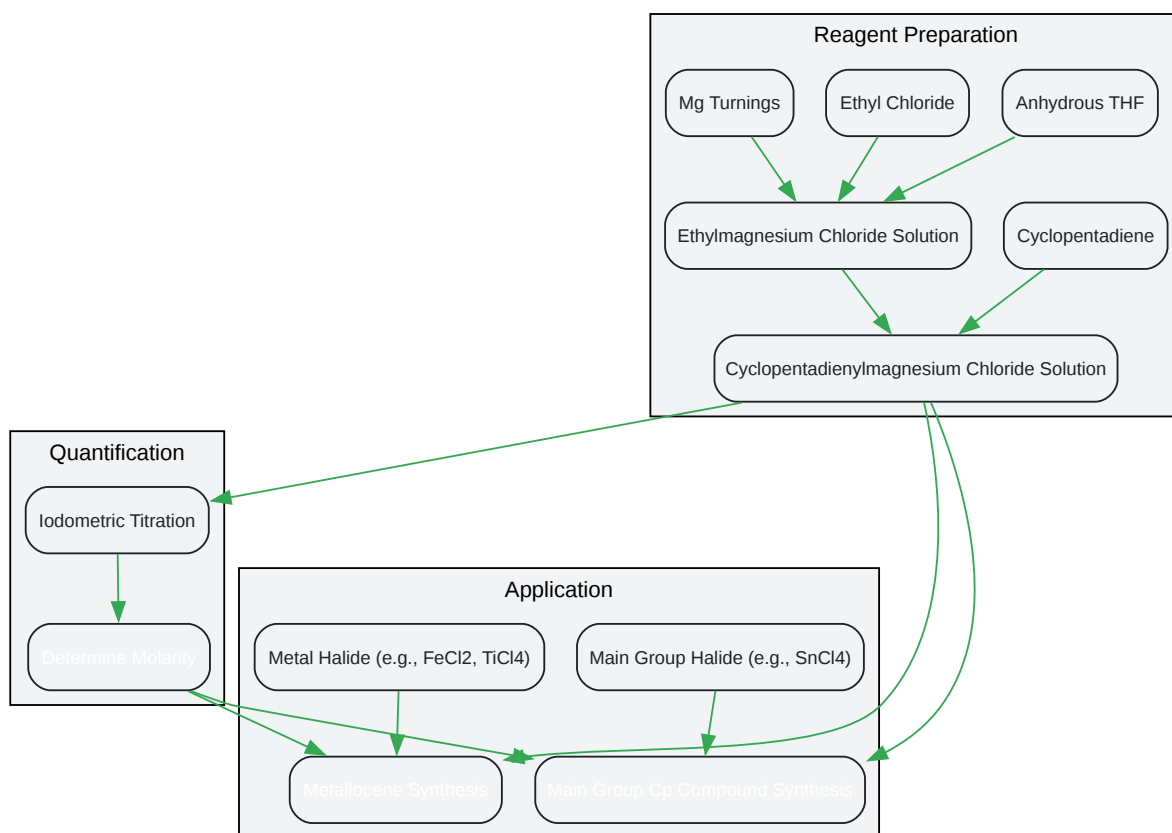 Reagent Preparation
Mg Turnings
Ethyl Chloride
Anhydrous THF
Ethylmagnesium Chloride Solution
Cyclopentadiene
Cyclopentadienylmagnesium Chloride Solution
Quantification
Iodometric Titration
Determine Molarity
Application
Metal Halide (e.g., FeCl2, TiCl4)
Main Group Halide (e.g., SnCl4)
Metallocene Synthesis
Main Group Cp Compound Synthesis